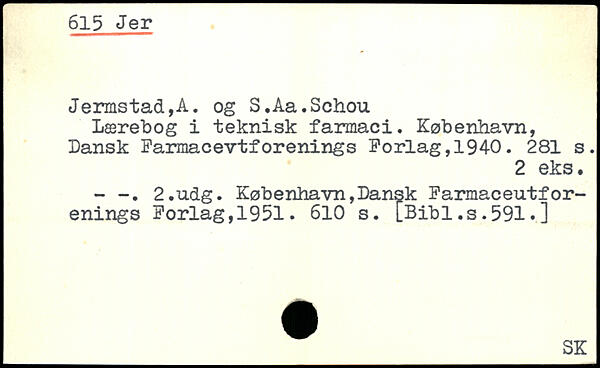 615 Jer
Jermstad,A. og S.Aa.Schou
Lærebog i teknisk farmaci. København,
Dansk Farmacevtforenings Forlag,1940. 281 s.
2 eks.
- -. 2.udg. København,Dansk Farmaceutfor-
enings Forlag,1951. 610 s. [Bibl.s.591.]
SK